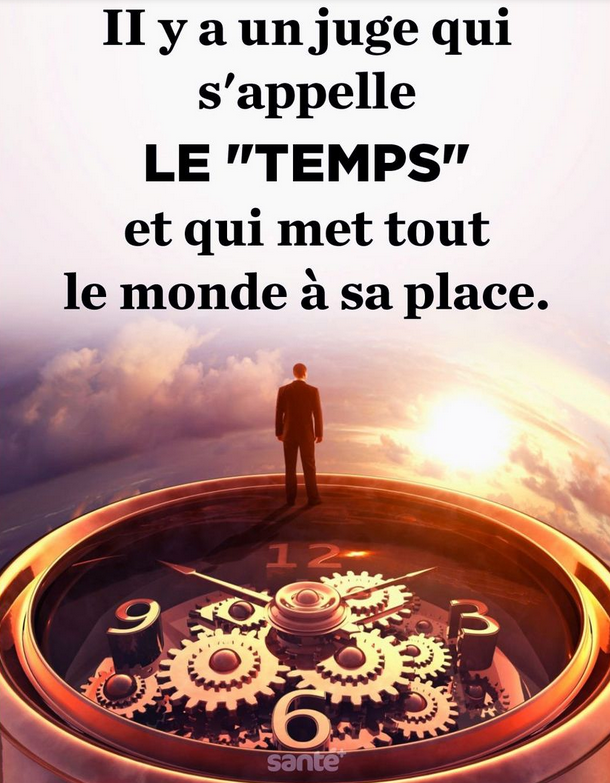 Il y a un juge qui
s'appelle
LE "TEMPS"
et qui met tout
le monde à sa place.
12
9
3
6
santé+